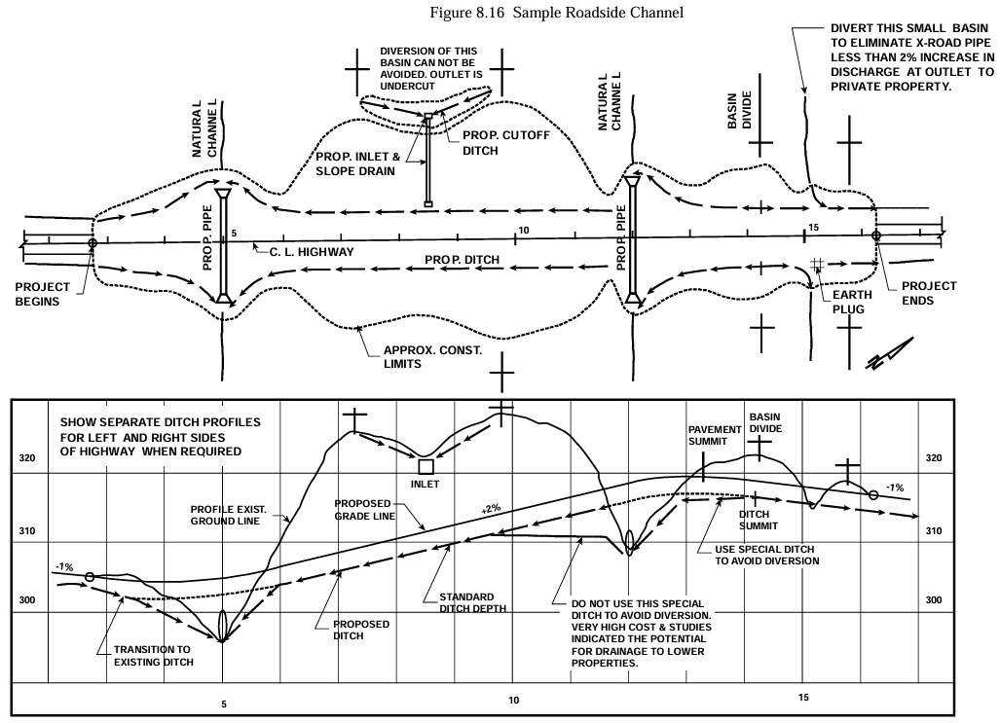 Figure 8.16 Sample Roadside Channel
DIVERT THIS SMALL BASIN
TO ELIMINATE X-ROAD PIPE
LESS THAN 2% INCREASE IN
DISCHARGE AT OUTLET TO
PRIVATE PROPERTY.
DIVERSION OF THIS
BASIN CAN NOT BE
AVOIDED. OUTLET IS
UNDERCUT
NATURAL
CHANNEL
NATURAL
CHANNEL
BASIN
DIVIDE
PROP. CUTOFF
DITCH
PROP. INLET &
SLOPE DRAIN
PROP. PIPE
PROP. PIPE
5
10
15
C. L. HIGHWAY
PROP. DITCH
PROJECT
BEGINS
EARTH
PLUG
PROJECT
ENDS
APPROX. CONST.
LIMITS
SHOW SEPARATE DITCH PROFILES
FOR LEFT AND RIGHT SIDES
OF HIGHWAY WHEN REQUIRED
PAVEMENT
SUMMIT
BASIN
DIVIDE
320
320
INLET
-1%
PROFILE EXIST.
GROUND LINE
PROPOSED
GRADE LINE
+2%
DITCH
SUMMIT
310
310
USE SPECIAL DITCH
TO AVOID DIVERSION
-1%
300
300
STANDARD
DITCH DEPTH
DO NOT USE THIS SPECIAL
DITCH TO AVOID DIVERSION.
VERY HIGH COST & STUDIES
INDICATED THE POTENTIAL
FOR DRAINAGE TO LOWER
PROPERTIES.
PROPOSED
DITCH
TRANSITION TO
EXISTING DITCH
5
10
15